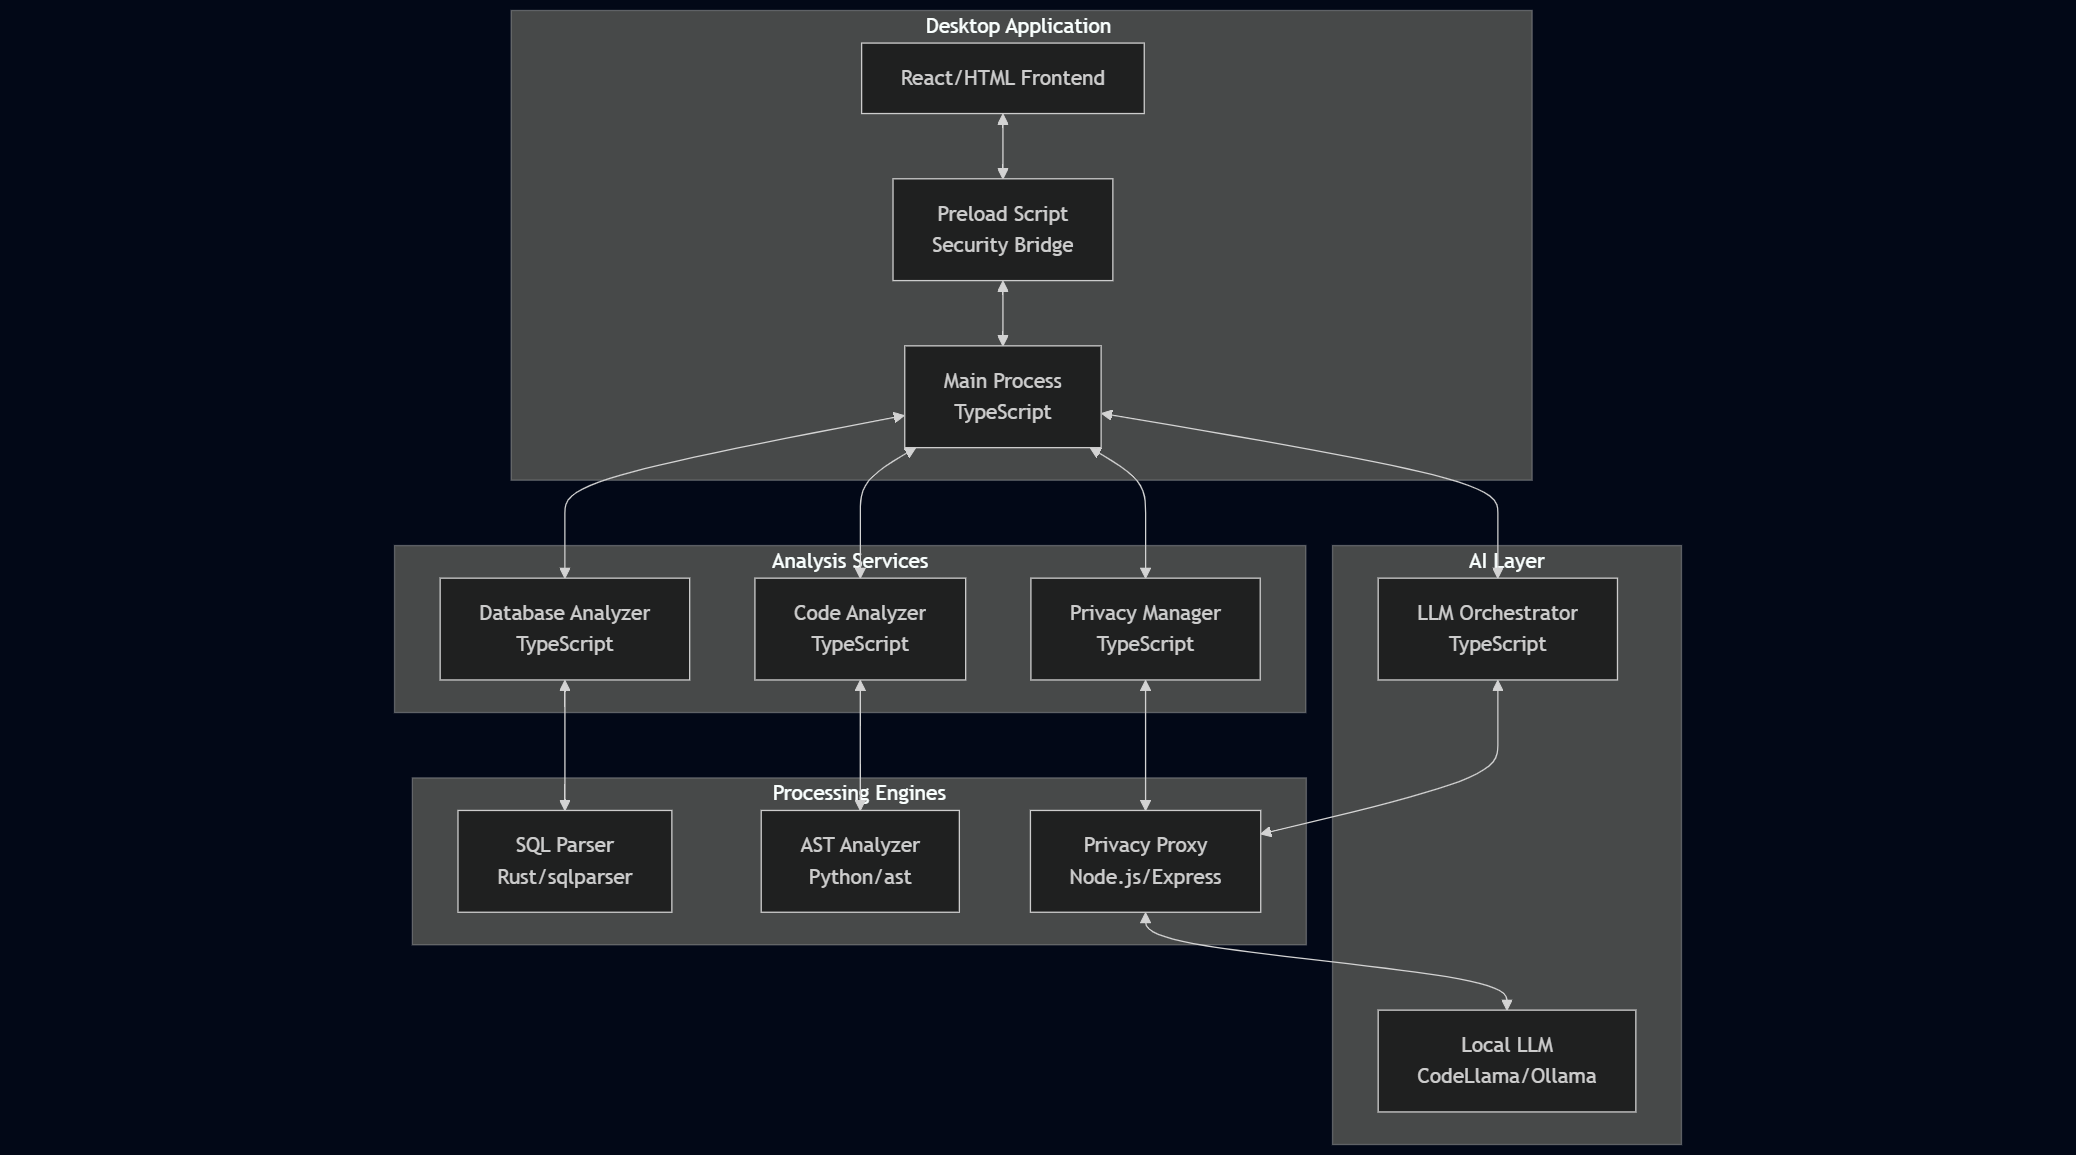 Desktop Application
React/HTML Frontend
Preload Script
Security Bridge
Main Process
TypeScript
Analysis Services
Database Analyzer
TypeScript
Code Analyzer
TypeScript
Privacy Manager
TypeScript
AI Layer
LLM Orchestrator
TypeScript
Processing Engines
SQL Parser
Rust/sqlparser
AST Analyzer
Python/ast
Privacy Proxy
Node.js/Express
Local LLM
CodeLlama/Ollama